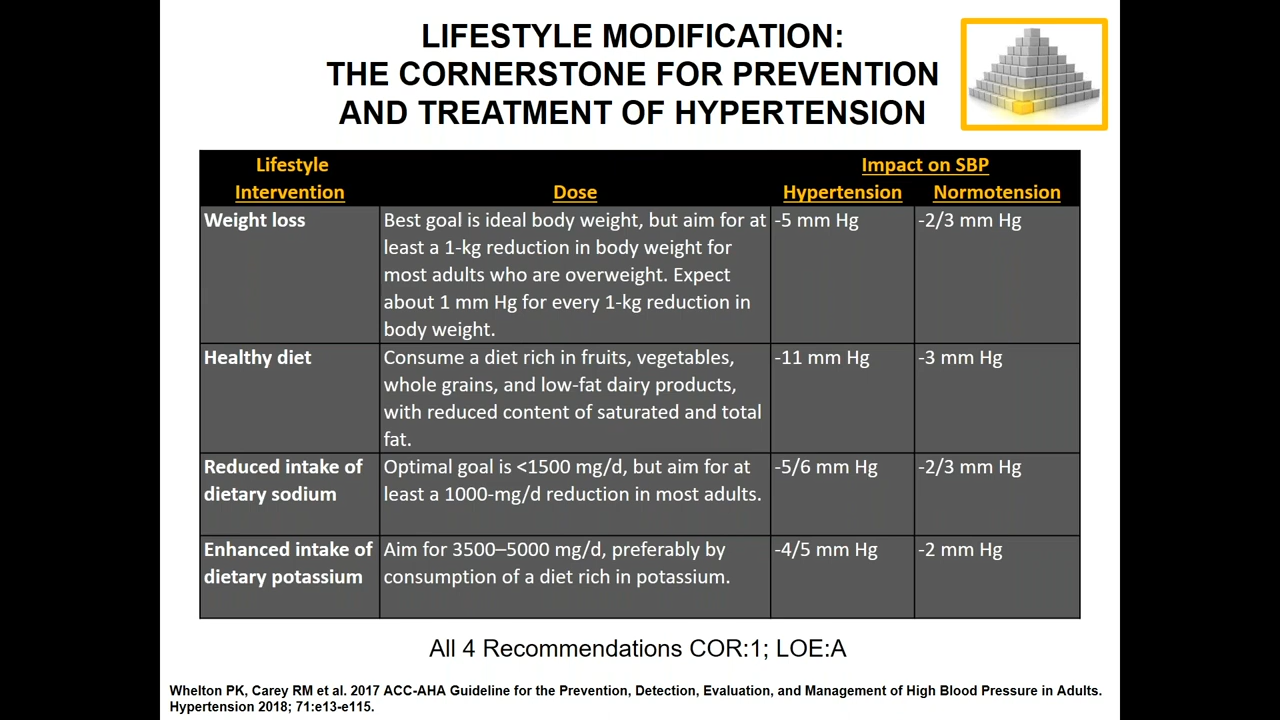 LIFESTYLE MODIFICATION:
THE CORNERSTONE FOR PREVENTION
AND TREATMENT OF HYPERTENSION
Lifestyle
Intervention
Dose
Impact on SBP
Hypertension
Normotension
Weight loss
Best goal is ideal body weight, but aim for at
least a 1-kg reduction in body weight for
most adults who are overweight. Expect
about 1 mm Hg for every 1-kg reduction in
body weight.
-5 mm Hg
-2/3 mm Hg
Healthy diet
Consume a diet rich in fruits, vegetables,
whole grains, and low-fat dairy products,
with reduced content of saturated and total
fat.
-11 mm Hg
-3 mm Hg
Reduced intake of
dietary sodium
Optimal goal is <1500 mg/d, but aim for at
least a 1000-mg/d reduction in most adults.
-5/6 mm Hg
-2/3 mm Hg
Enhanced intake of
dietary potassium
Aim for 3500–5000 mg/d, preferably by
consumption of a diet rich in potassium.
-4/5 mm Hg
-2 mm Hg
All 4 Recommendations COR:1; LOE:A
Whelton PK, Carey RM et al. 2017 ACC-AHA Guideline for the Prevention, Detection, Evaluation, and Management of High Blood Pressure in Adults.
Hypertension 2018; 71:e13-e115.